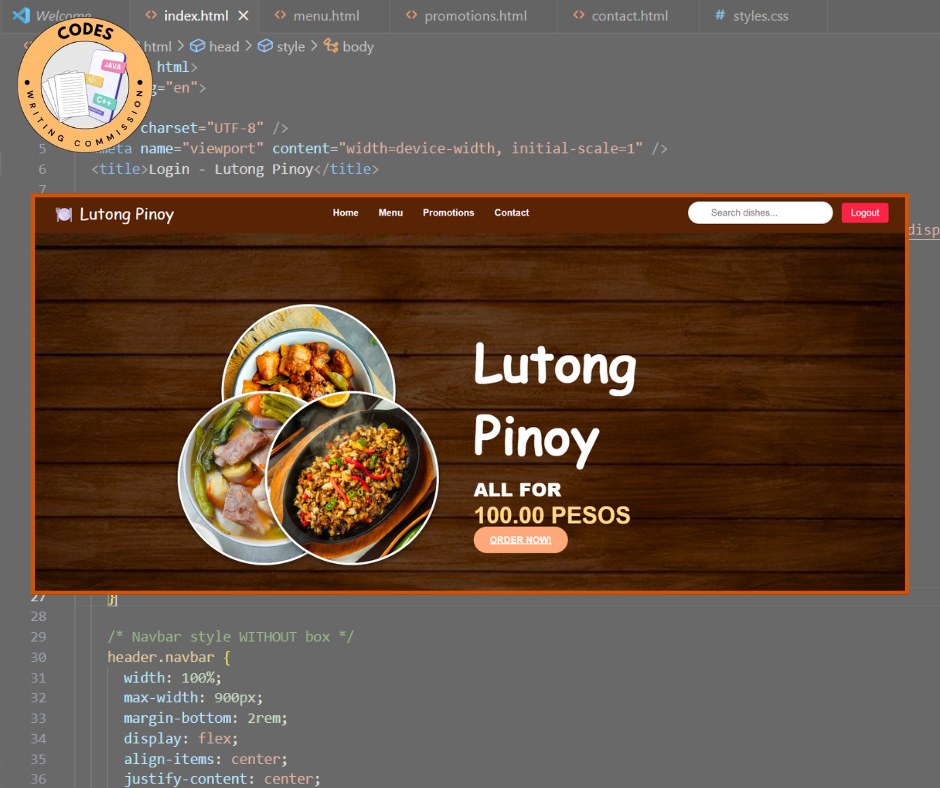 Welcome index.html menu.html promotions.html contact.html # styles.css
CODES
html > head > style > body
html>
="en">
charset="UTF-8" />
5 meta name="viewport" content="width=device-width, initial-scale=1" />
6 <title>Login - Lutong Pinoy</title>
7
JAVA
C++
WRITING COMMISSION
disp
Lutong Pinoy Home Menu Promotions Contact Search dishes... Logout
Lutong
Pinoy
ALL FOR
100.00 PESOS
ORDER NOW!
27 }
28
29 /* Navbar style WITHOUT box */
30 header.navbar {
31 width: 100%;
32 max-width: 900px;
33 margin-bottom: 2rem;
34 display: flex;
35 align-items: center;
36 justify-content: center;